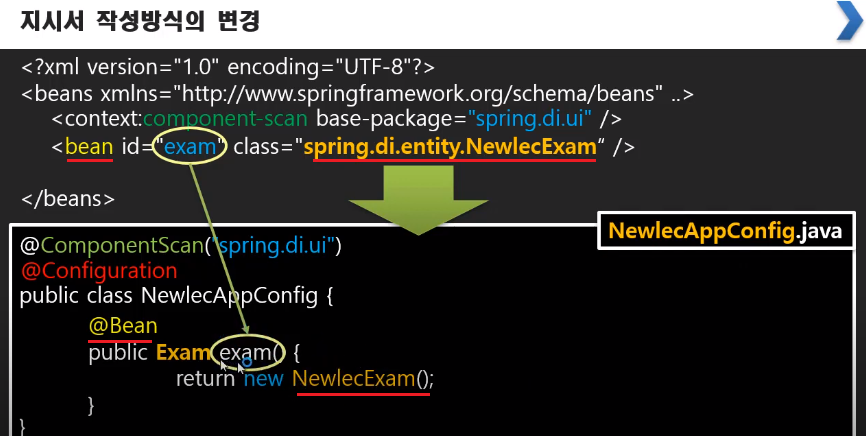 지시서 작성방식의 변경
<?xml version="1.0" encoding="UTF-8"?>
<beans xmlns="http://www.springframework.org/schema/beans" ..>
<context:component-scan base-package="spring.di.ui" />
<bean id="exam" class="spring.di.entity.NewlecExam“ />
</beans>
NewlecAppConfig.java
@ComponentScan("spring.di.ui")
@Configuration
public class NewlecAppConfig {
@Bean
public Exam exam() {
return new NewlecExam();
}
}